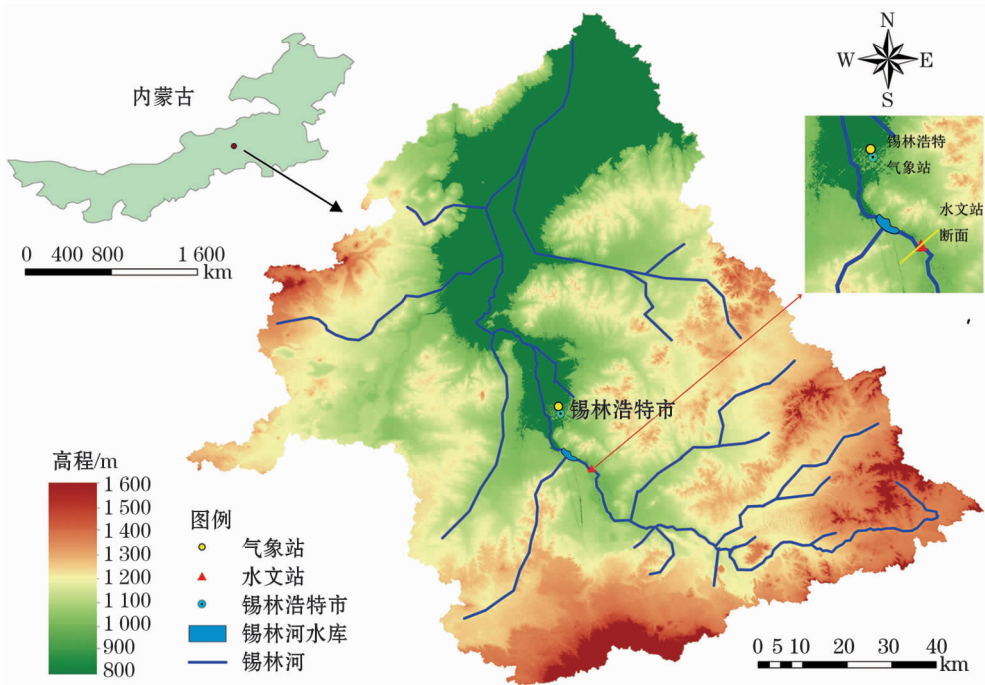 内蒙古
0 400 800 1 600
km
N
W E
S
锡林浩特
气象站
水文站
断面
锡林浩特市
高程/m
1 600
1 500
1 400
1 300
1 200
1 100
1 000
900
800
图例
气象站
水文站
锡林浩特市
锡林河水库
锡林河
0 5 10 20 30 40
km